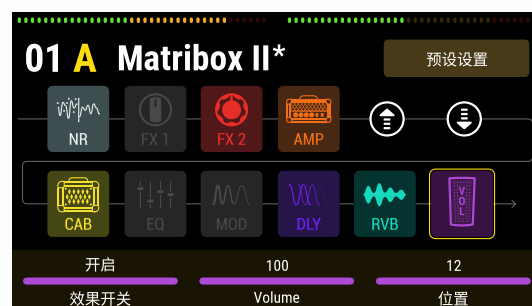 01 A Matribox II*
预设设置
NR FX 1 FX 2 AMP
VOL
CAB EQ MOD DLY RVB
开启 100 12
效果开关 Volume 位置